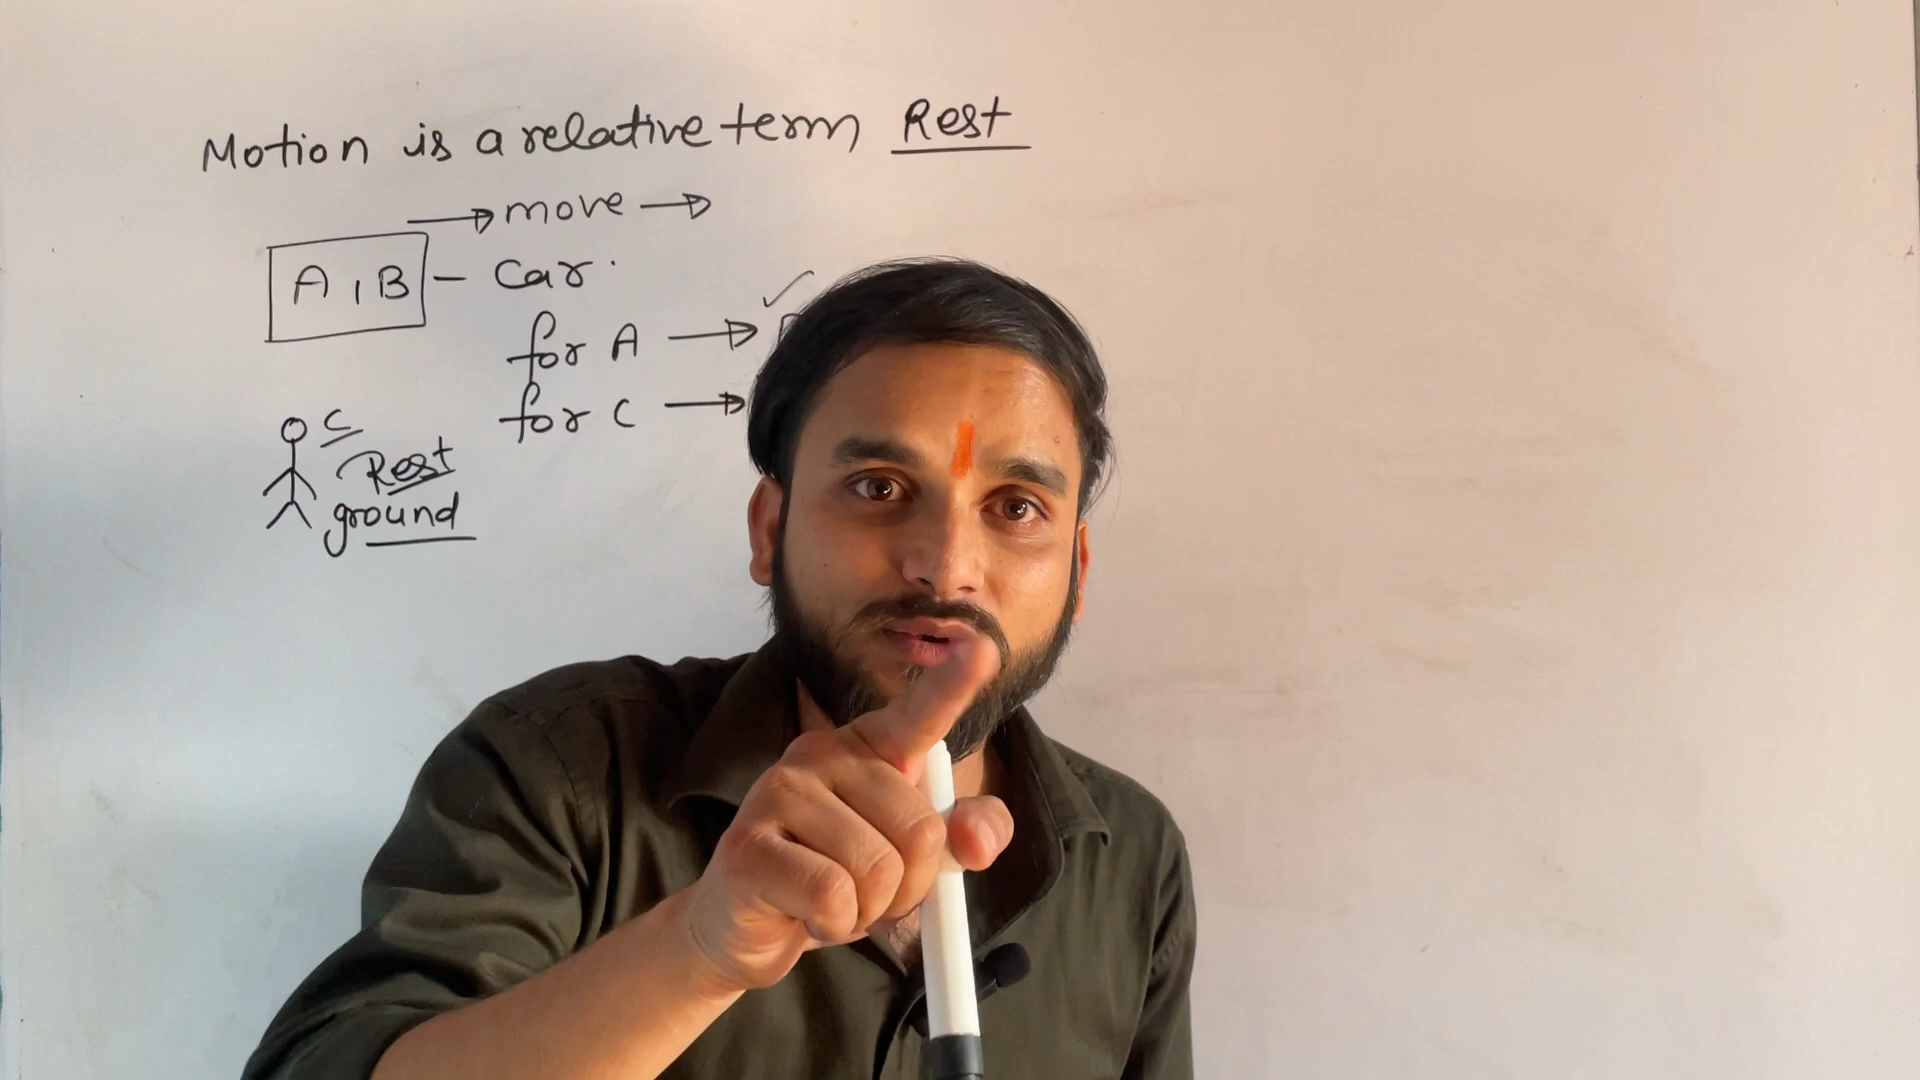 Motion is a relative term Rest
→ move →
A, B - Car.
for A →
for C →
C
Rest
ground